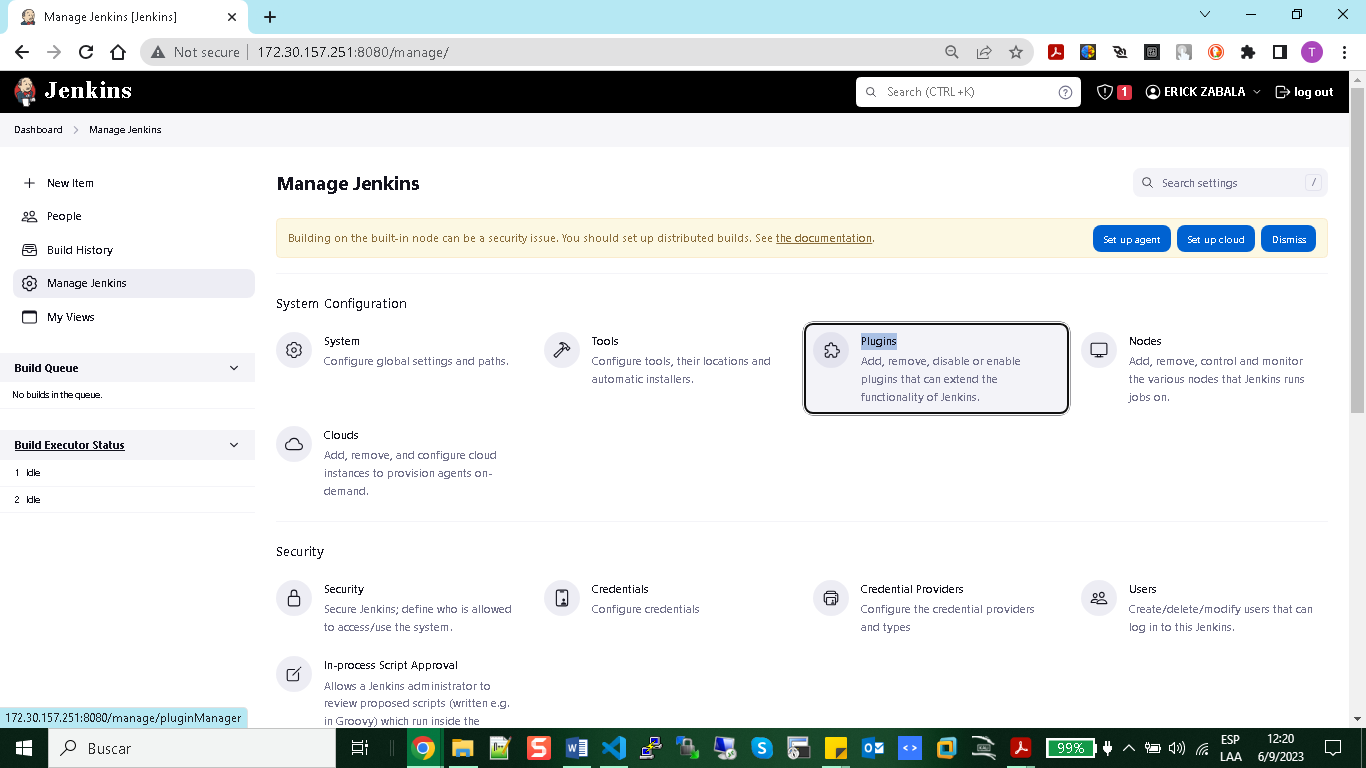 Manage Jenkins [Jenkins]
Not secure
172.30.157.251:8080/manage/
T
Jenkins
Search (CTRL+K)
1
ERICK ZABALA
log out
Dashboard
Manage Jenkins
New Item
People
Build History
Manage Jenkins
My Views
Build Queue
No builds in the queue.
Build Executor Status
1 Idle
2 Idle
Manage Jenkins
Search settings
/
Building on the built-in node can be a security issue. You should set up distributed builds. See the documentation.
Set up agent
Set up cloud
Dismiss
System Configuration
System
Configure global settings and paths.
Tools
Configure tools, their locations and
automatic installers.
Plugins
Add, remove, disable or enable
plugins that can extend the
functionality of Jenkins.
Nodes
Add, remove, control and monitor
the various nodes that Jenkins runs
jobs on.
Clouds
Add, remove, and configure cloud
instances to provision agents on-
demand.
Security
Security
Secure Jenkins; define who is allowed
to access/use the system.
Credentials
Configure credentials
Credential Providers
Configure the credential providers
and types
Users
Create/delete/modify users that can
log in to this Jenkins.
In-process Script Approval
Allows a Jenkins administrator to
review proposed scripts (written e.g.
in Groovy) which run inside the
172.30.157.251:8080/manage/pluginManager
Buscar
99%
ESP
LAA
12:20
6/9/2023